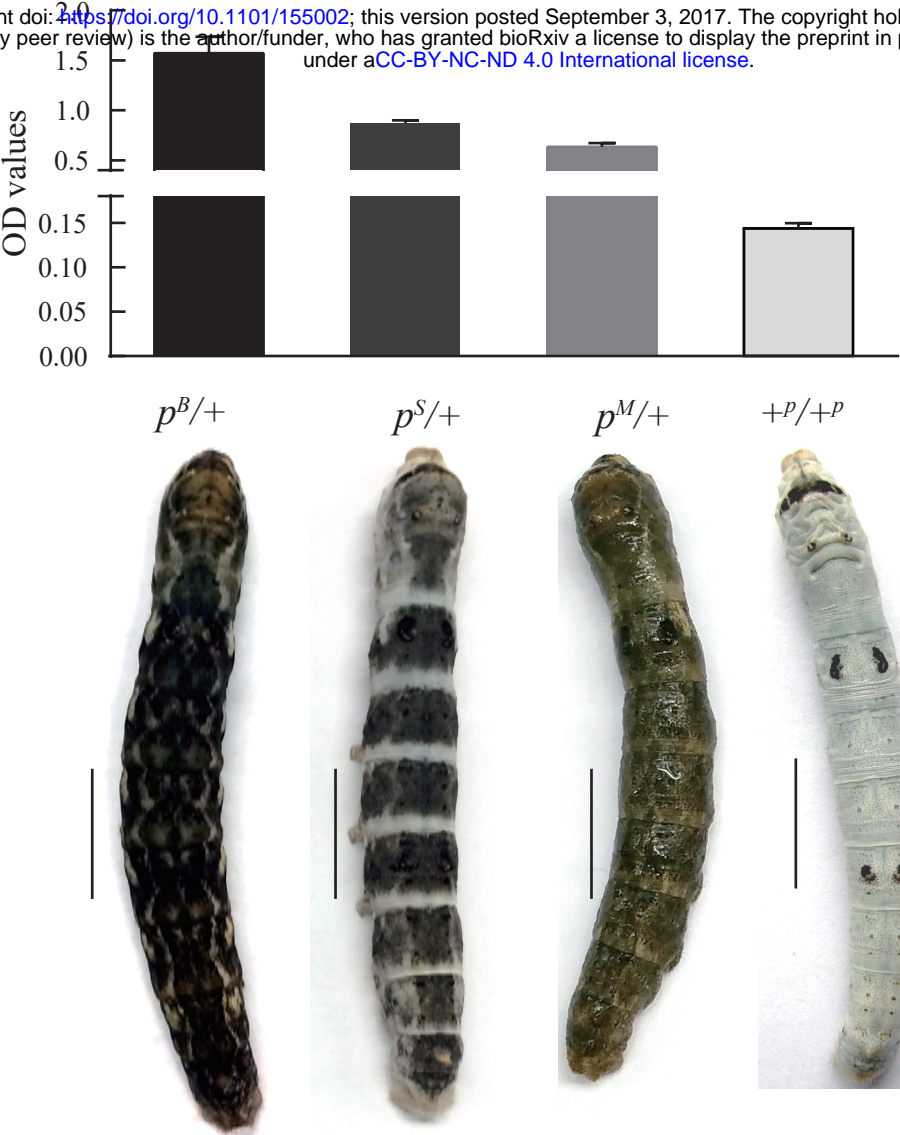 nt doi: https://doi.org/10.1101/155002; this version posted September 3, 2017. The copyright hol
y peer review) is the author/funder, who has granted bioRxiv a license to display the preprint in p
under aCC-BY-NC-ND 4.0 International license.
2.0
1.5
1.0
0.5
0.15
0.10
0.05
0.00
OD values
p^B/+ p^S/+ p^M/+ +^p/+^p